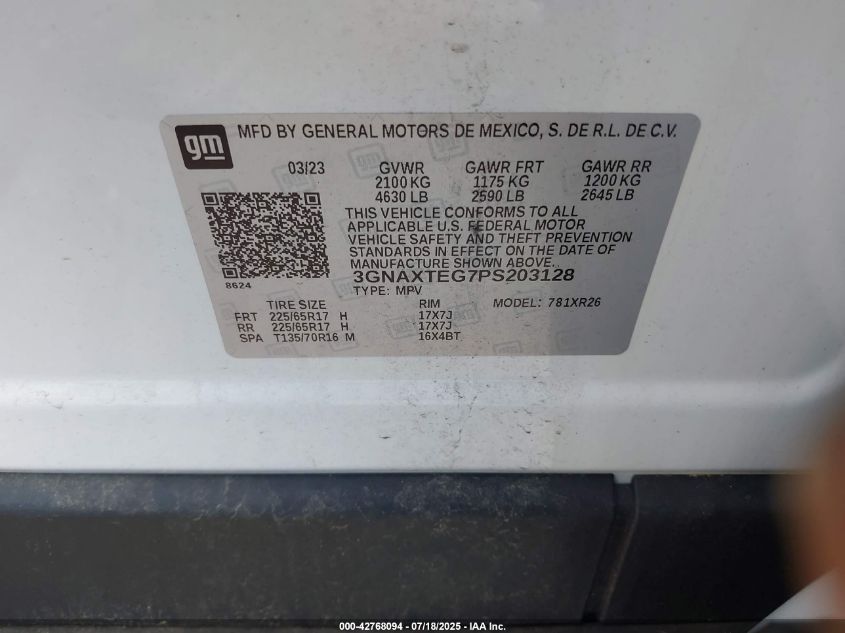 gm
MFD BY GENERAL MOTORS DE MEXICO, S. DE R.L. DE C.V.
03/23 GVWR GAWR FRT GAWR RR
2100 KG 1175 KG 1200 KG
4630 LB 2590 LB 2645 LB
THIS VEHICLE CONFORMS TO ALL
APPLICABLE U.S. FEDERAL MOTOR
VEHICLE SAFETY AND THEFT PREVENTION
STANDARDS IN EFFECT ON THE DATE OF
MANUFACTURE SHOWN ABOVE.
3GNAXTEG7PS203128
8624
TYPE: MPV
TIRE SIZE RIM MODEL: 781XR26
FRT 225/65R17 H 17X7J
RR 225/65R17 H 17X7J
SPA T135/70R16 M 16X4BT
000-42768094 - 07/18/2025 - IAA Inc.